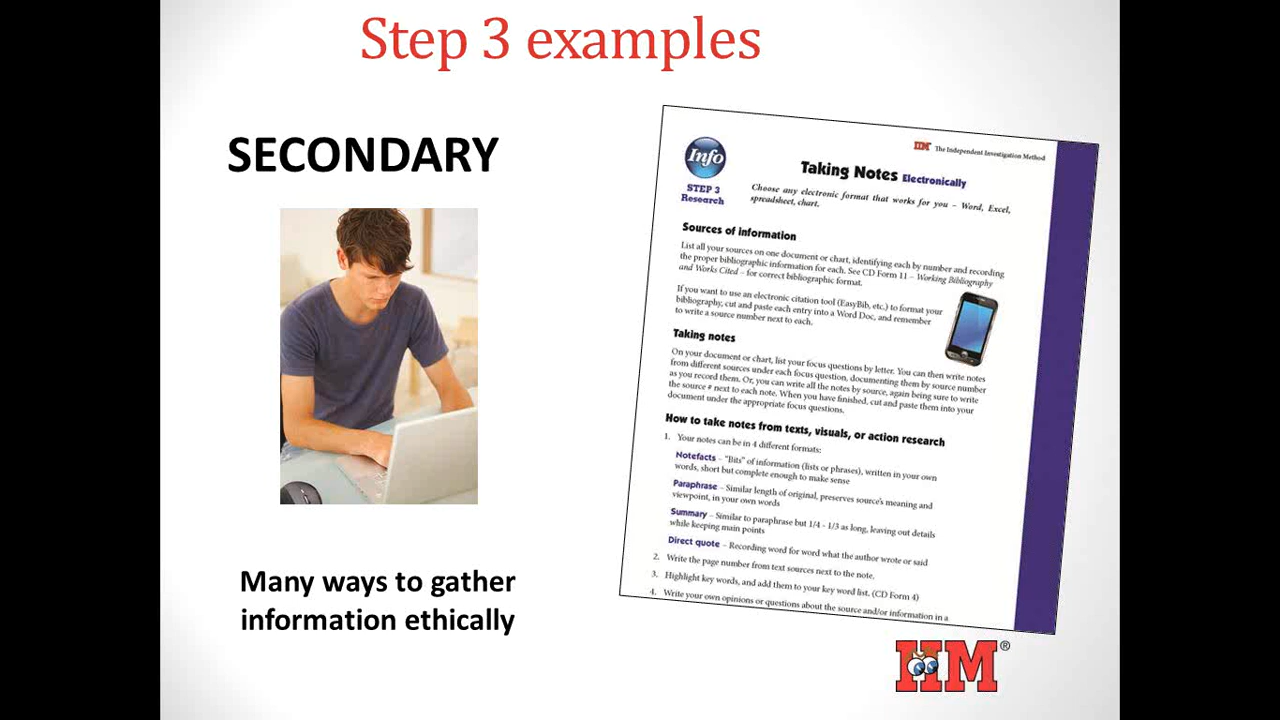 Step 3 examples
SECONDARY
Many ways to gather
information ethically
Info
STEP 3
Research
IIM The Independent Investigation Method
Taking Notes Electronically
Choose any electronic format that works for you – Word, Excel,
spreadsheet, chart.
Sources of information
List all your sources on one document or chart, identifying each by number and recording
the proper bibliographic information for each. See CD Form 11 – Working Bibliography
and Works Cited – for correct bibliographic format.
If you want to use an electronic citation tool (EasyBib, etc.) to format your
bibliography, cut and paste each entry into a Word Doc, and remember
to write a source number next to each.
Taking notes
On your document or chart, list your focus questions by letter. You can then write notes
from different sources under each focus question, documenting them by source number
as you record them. Or, you can write all the notes by source, again being sure to write
the source # next to each note. When you have finished, cut and paste them into your
document under the appropriate focus questions.
How to take notes from texts, visuals, or action research
1. Your notes can be in 4 different formats:
Notefacts – "Bits" of information (lists or phrases), written in your own
words, short but complete enough to make sense
Paraphrase – Similar length of original, preserves source's meaning and
viewpoint, in your own words
Summary – Similar to paraphrase but 1/4 - 1/3 as long, leaving out details
while keeping main points
Direct quote – Recording word for word what the author wrote or said
2. Write the page number from text sources next to the note.
3. Highlight key words, and add them to your key word list. (CD Form 4)
4. Write your own opinions or questions about the source and/or information in a
IIM®